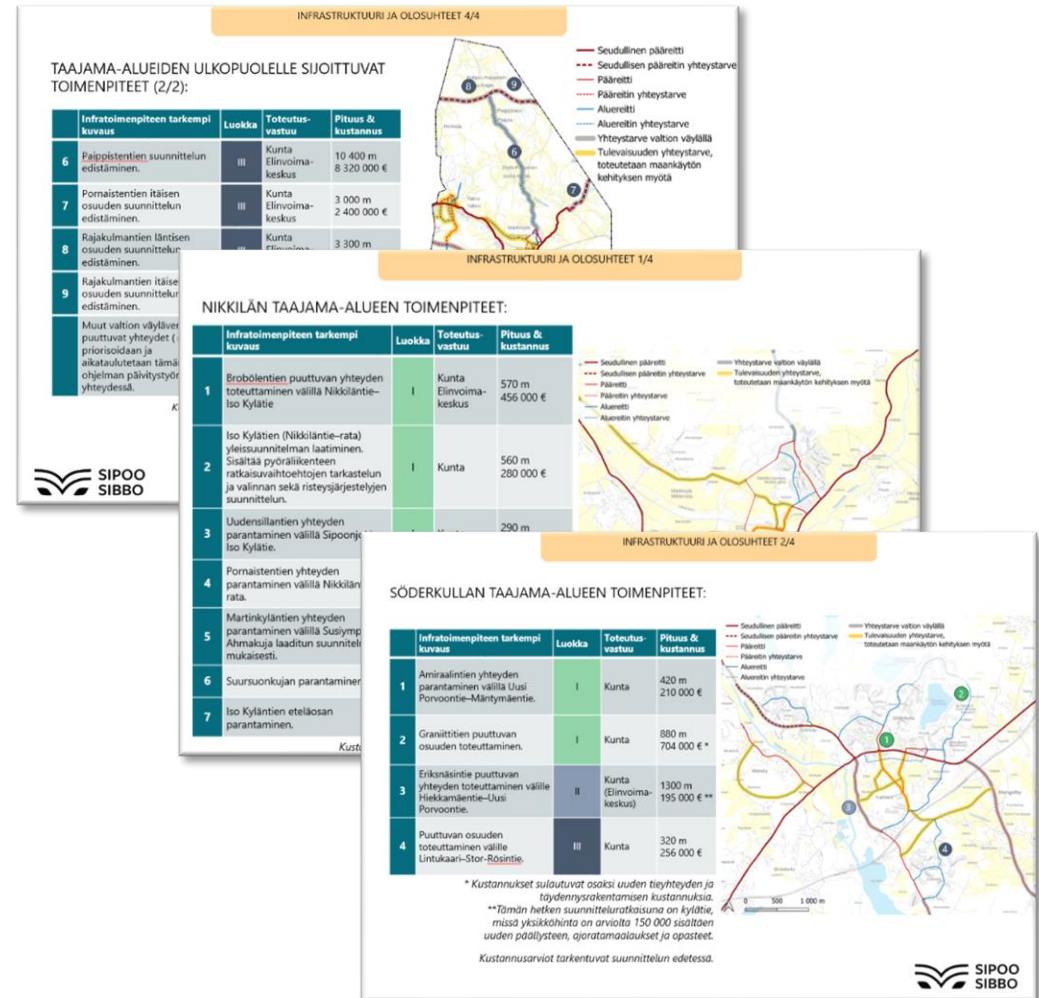 INFRASTRUKTUURI JA OLOSUHTEET 4/4
TAAJAMA-ALUEIDEN ULKOPUOLELLE SIJOITTUVAT
TOIMENPITEET (2/2):
Infratoimenpiteen tarkempi kuvaus Luokka Toteutus-vastuu Pituus & kustannus
6 Paippistentien suunnittelun edistäminen. III Kunta Elinvoima-keskus 10 400 m 8 320 000 €
7 Pornaistentien itäisen osuuden suunnittelun edistäminen. III Kunta Elinvoima-keskus 3 000 m 2 400 000 €
8 Rajakulmantien läntisen osuuden suunnittelun edistäminen. III Kunta 3 300 m
9 Rajakulmantien
osuuden suunnittelun
edistäminen.
Muut valtion
puuttuvat yhteydet
priorisoidaan ja
aikataulutetaan
ohjelman
yhteydessä.
Seudullinen pääreitti
Seudullisen pääreitin yhteystarve
Pääreitti
Pääreitin yhteystarve
Aluereitti
Aluereitin yhteystarve
Yhteystarve valtion väylällä
Tulevaisuuden yhteystarve,
toteutetaan maankäytön
kehityksen myötä
8
9
6
7
SIPOO
SIBBO
INFRASTRUKTUURI JA OLOSUHTEET 1/4
NIKKILÄN TAAJAMA-ALUEEN TOIMENPITEET:
Infratoimenpiteen tarkempi kuvaus Luokka Toteutus-vastuu Pituus & kustannus
1 Brobölentien puuttuvan yhteyden toteuttaminen välillä Nikkiläntie–Iso Kylätie I Kunta Elinvoima-keskus 570 m 456 000 €
2 Iso Kylätien (Nikkiläntie–rata) yleissuunnitelman laatiminen. Sisältää pyöräliikenteen ratkaisuvaihtoehtojen tarkastelun ja valinnan sekä risteysjärjestelyjen suunnittelun. I Kunta 560 m 280 000 €
3 Uudensillantien yhteyden
parantaminen välillä
Iso Kylätie.
290 m
4 Pornaistentien yhteyden
parantaminen välillä
rata.
5 Martinkyläntien yhteyden
parantaminen välillä
Ahmakuja laaditun
mukaisesti.
6 Suursuonkujan parantaminen
7 Iso Kyläntien eteläosan
parantaminen.
Seudullinen pääreitti
Seudullisen pääreitin yhteystarve
Pääreitti
Pääreitin yhteystarve
Aluereitti
Aluereitin yhteystarve
Yhteystarve valtion väylällä
Tulevaisuuden yhteystarve,
toteutetaan maankäytön kehityksen myötä
INFRASTRUKTUURI JA OLOSUHTEET 2/4
SÖDERKULLAN TAAJAMA-ALUEEN TOIMENPITEET:
Infratoimenpiteen tarkempi kuvaus Luokka Toteutus-vastuu Pituus & kustannus
1 Amiraalintien yhteyden parantaminen välillä Uusi Porvoontie–Mäntymäentie. I Kunta 420 m 210 000 €
2 Graniittitien puuttuvan osuuden toteuttaminen. I Kunta 880 m 704 000 € *
3 Eriksnäsintie puuttuvan yhteyden toteuttaminen välille Hiekkamäentie–Uusi Porvoontie. II Kunta (Elinvoima-keskus) 1300 m 195 000 € **
4 Puuttuvan osuuden toteuttaminen välille Lintukaari–Stor-Rösintie. III Kunta 320 m 256 000 €
* Kustannukset sulautuvat osaksi uuden tieyhteyden ja
täydennysrakentamisen kustannuksia.
**Tämän hetken suunnitteluratkaisuna on kylätie,
missä yksikköhinta on arviolta 150 000 sisältäen
uuden päällysteen, ajoratamaalaukset ja opasteet.
Kustannusarviot tarkentuvat suunnittelun edetessä.
Seudullinen pääreitti
Seudullisen pääreitin yhteystarve
Pääreitti
Pääreitin yhteystarve
Aluereitti
Aluereitin yhteystarve
Yhteystarve valtion väylällä
Tulevaisuuden yhteystarve,
toteutetaan maankäytön kehityksen myötä
2
1
3
4
0 500 1 000 m
SIPOO
SIBBO